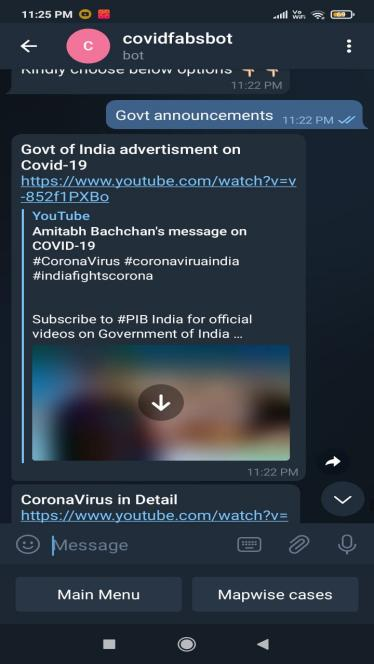 11:25 PM
Vo
WiFi
69
C
covidfabsbot
bot
Kindly choose below options
11:22 PM
Govt announcements 11:22 PM
Govt of India advertisment on
Covid-19
https://www.youtube.com/watch?v=v
-852f1PXBo
YouTube
Amitabh Bachchan's message on
COVID-19
#CoronaVirus #coronaviruaindia
#indiafightscorona
Subscribe to #PIB India for official
videos on Government of India ...
11:22 PM
CoronaVirus in Detail
https://www.youtube.com/watch?v=
Message
Main Menu
Mapwise cases